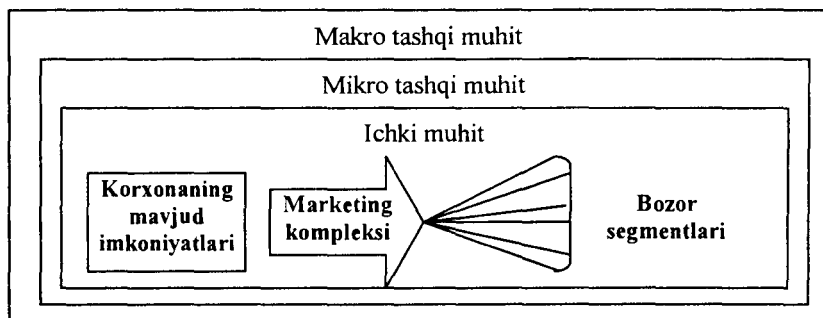 Makro tashqi muhit
Mikro tashqi muhit
Ichki muhit
Korxonaning
mavjud
imkoniyatlari
Marketing
kompleksi
Bozor
segmentlari